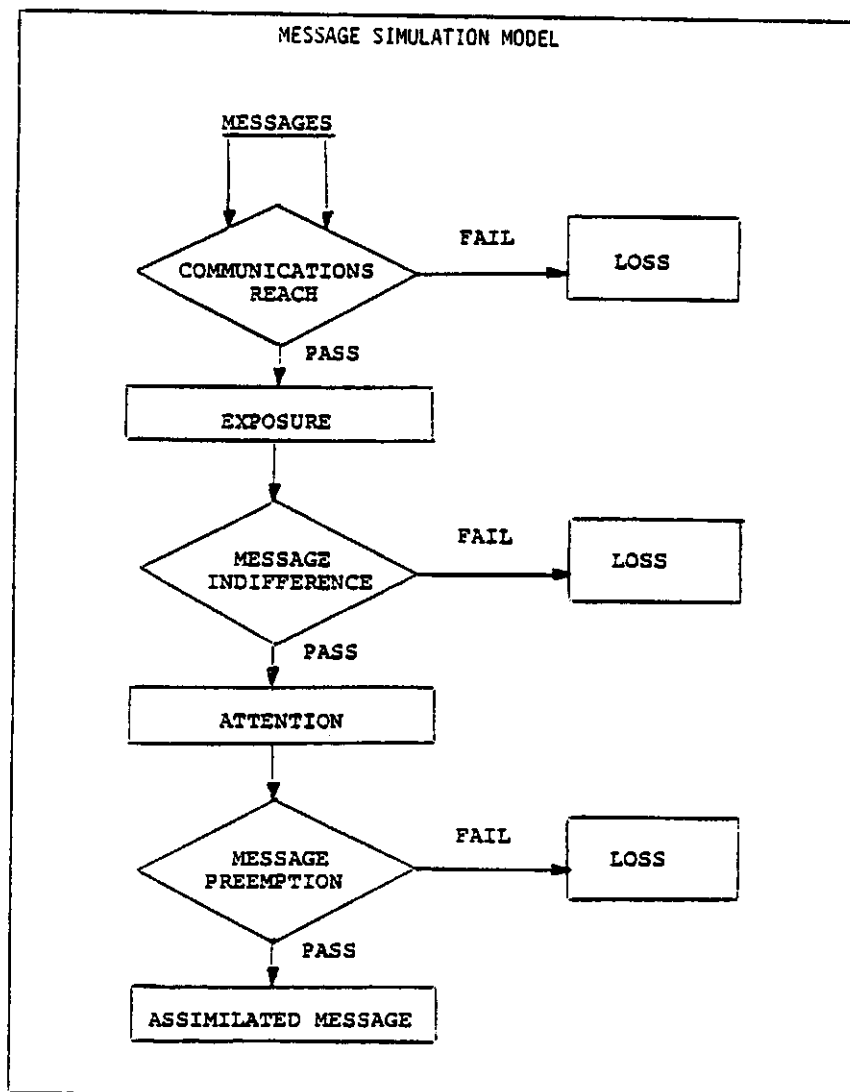 MESSAGE SIMULATION MODEL
MESSAGES
COMMUNICATIONS
REACH
FAIL
LOSS
PASS
EXPOSURE
MESSAGE
INDIFFERENCE
FAIL
LOSS
PASS
ATTENTION
MESSAGE
PREEMPTION
FAIL
LOSS
PASS
ASSIMILATED MESSAGE